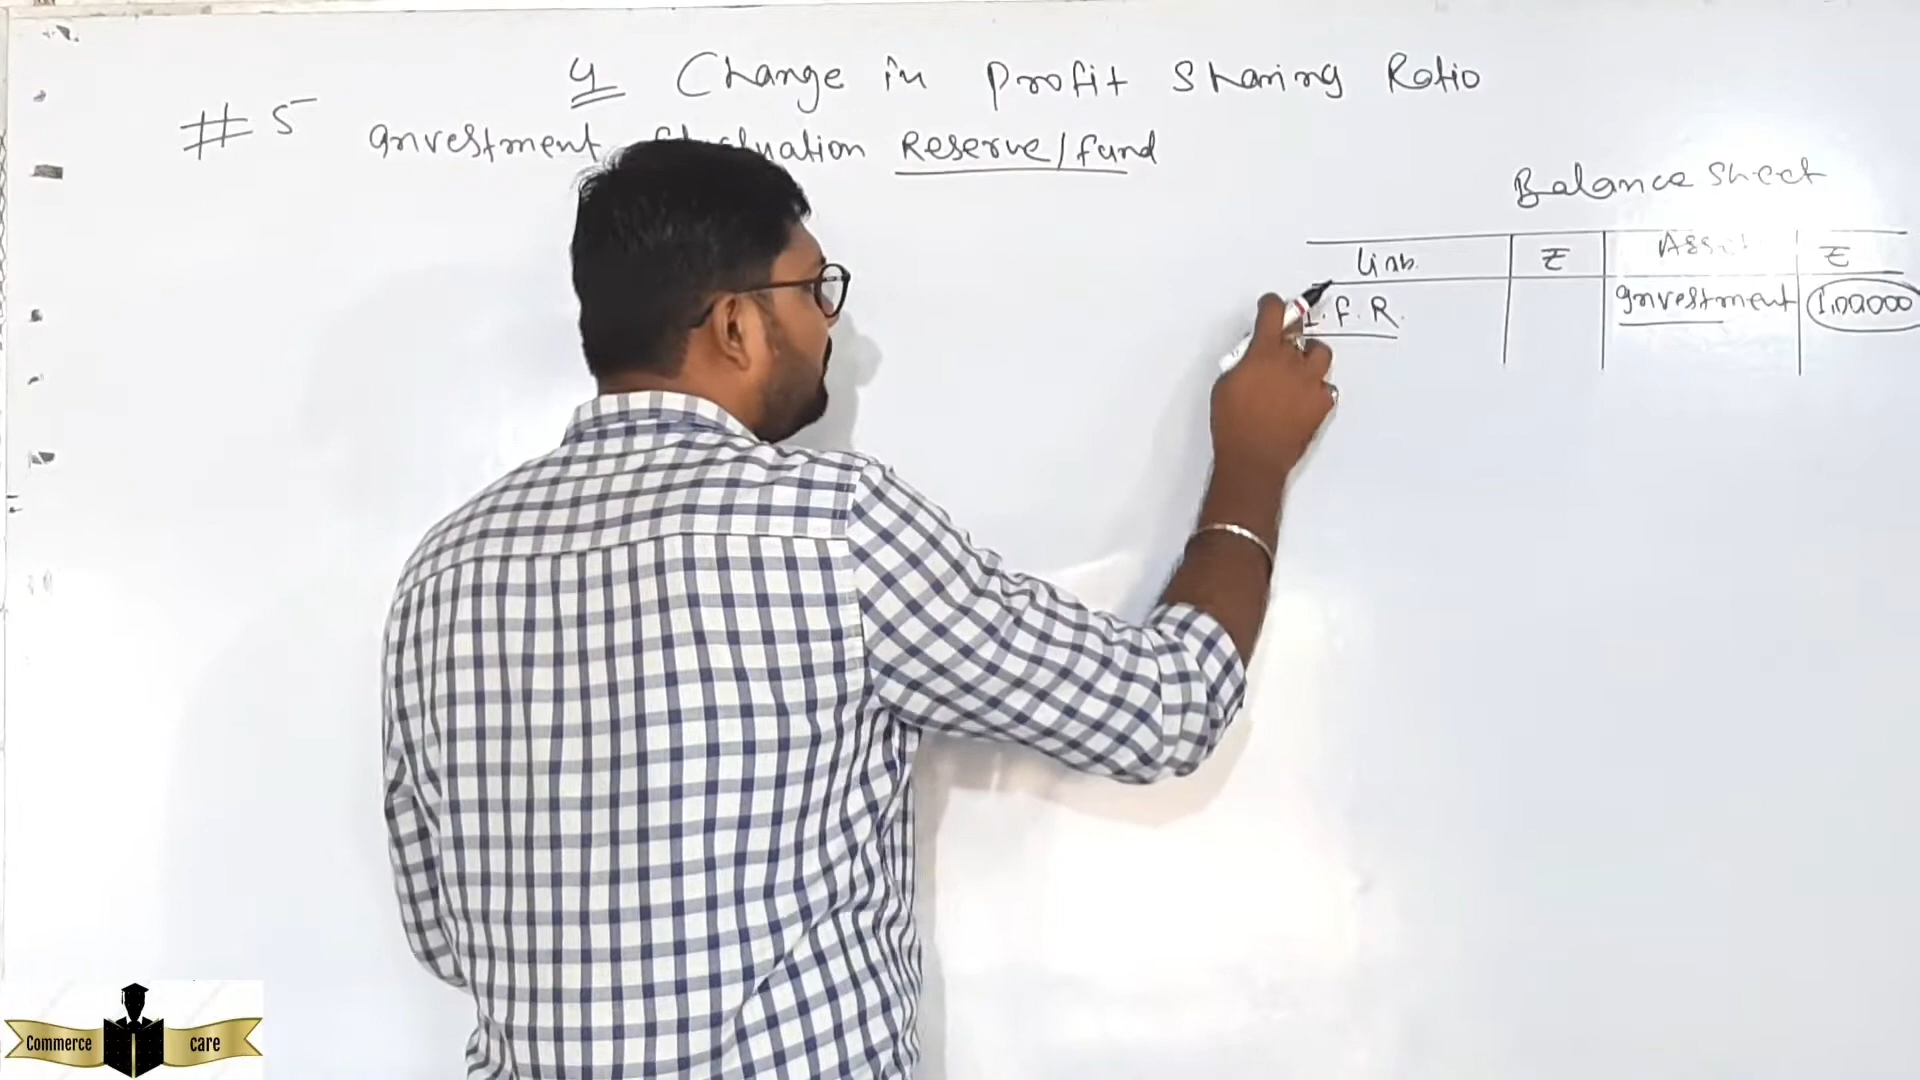 4 Change in Profit Sharing Ratio
#5 Investment Fluctuation Reserve/fund
Balance Sheet
Liab. ₹ Asset ₹
I.F.R. Investment 1,00,000
Commerce care